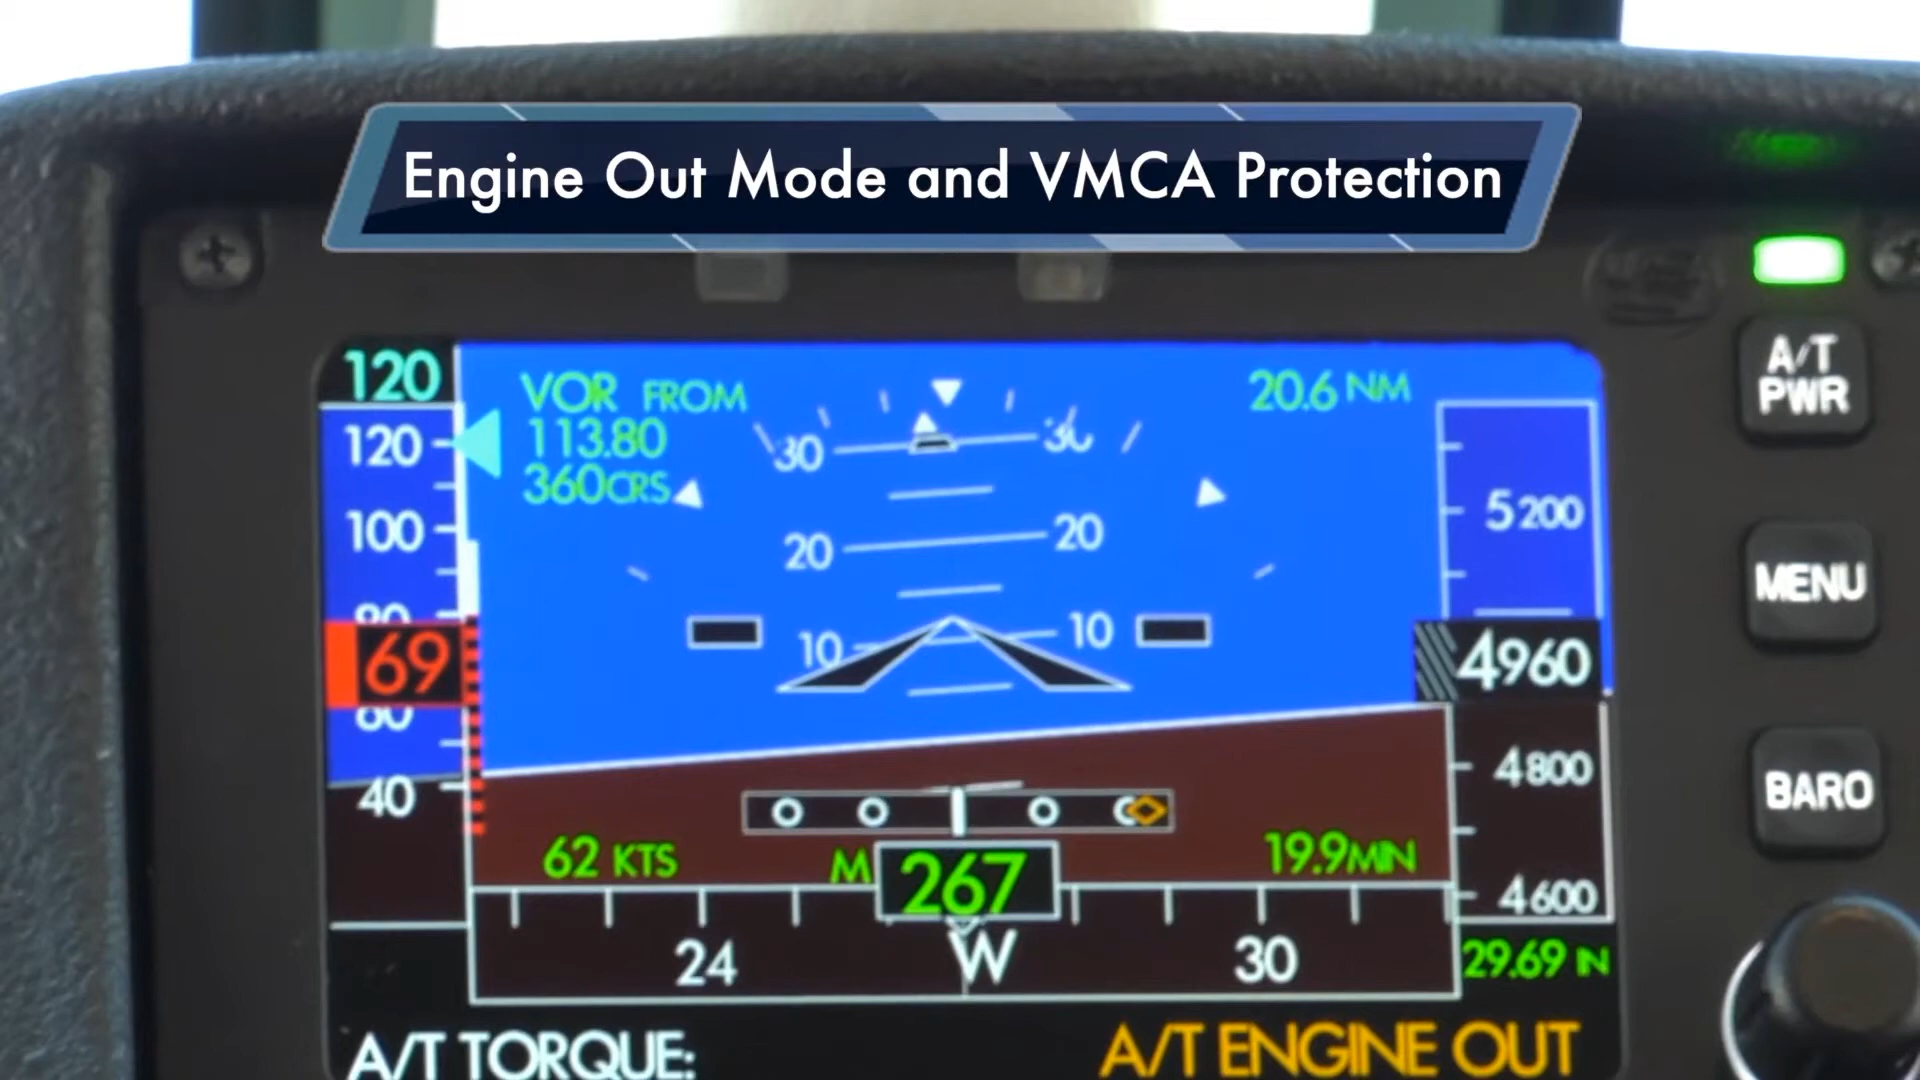 Engine Out Mode and VMCA Protection
120
VOR FROM
113.80
360CRS
20.6 NM
A/T
PWR
MENU
BARO
120
100
80
69
60
40
30 30
20 20
10 10
5200
4960
4800
4600
62 KTS
M 267
19.9MIN
24 W 30
29.69 IN
A/T TORQUE:
A/T ENGINE OUT